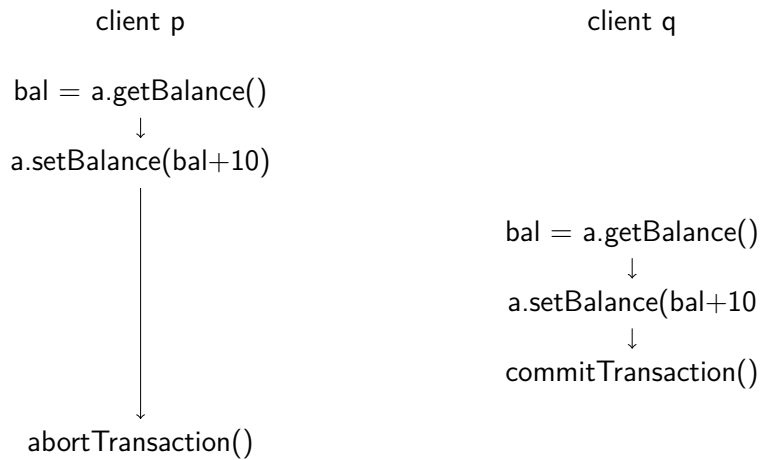 client p
client q
bal = a.getBalance()
a.setBalance(bal+10)
bal = a.getBalance()
a.setBalance(bal+10
commitTransaction()
abortTransaction()